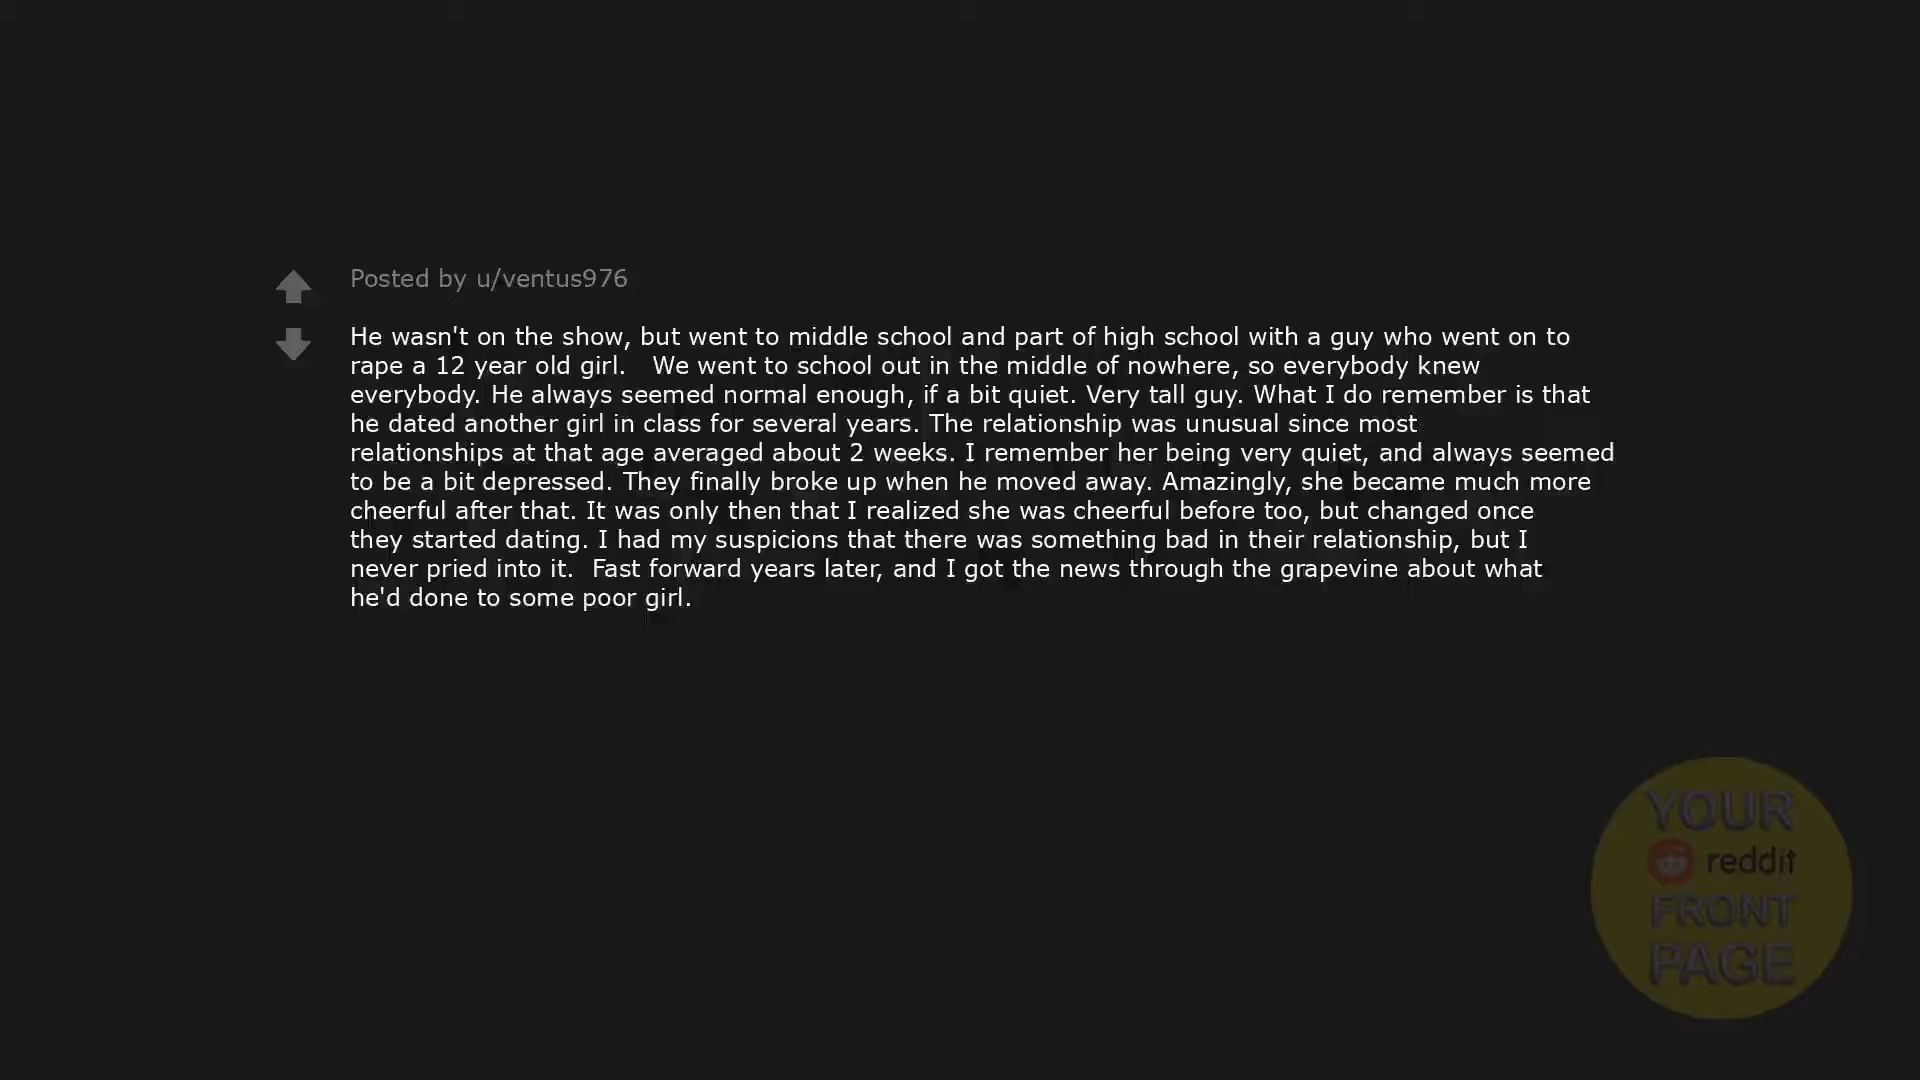 Posted by u/ventus976
He wasn't on the show, but went to middle school and part of high school with a guy who went on to
rape a 12 year old girl.   We went to school out in the middle of nowhere, so everybody knew
everybody. He always seemed normal enough, if a bit quiet. Very tall guy. What I do remember is that
he dated another girl in class for several years. The relationship was unusual since most
relationships at that age averaged about 2 weeks. I remember her being very quiet, and always seemed
to be a bit depressed. They finally broke up when he moved away. Amazingly, she became much more
cheerful after that. It was only then that I realized she was cheerful before too, but changed once
they started dating. I had my suspicions that there was something bad in their relationship, but I
never pried into it.  Fast forward years later, and I got the news through the grapevine about what
he'd done to some poor girl.
YOUR
reddit
FRONT
PAGE